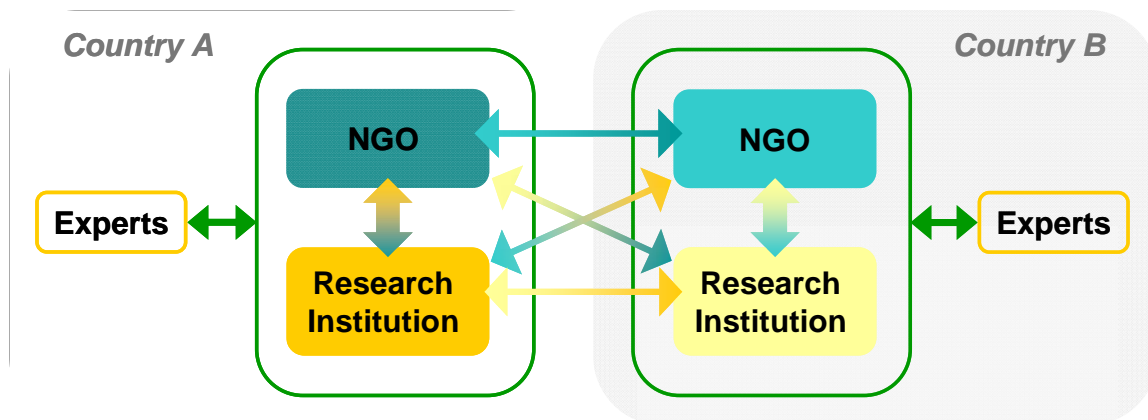 Country A
Country B
NGO
NGO
Experts
Experts
Research
Institution
Research
Institution